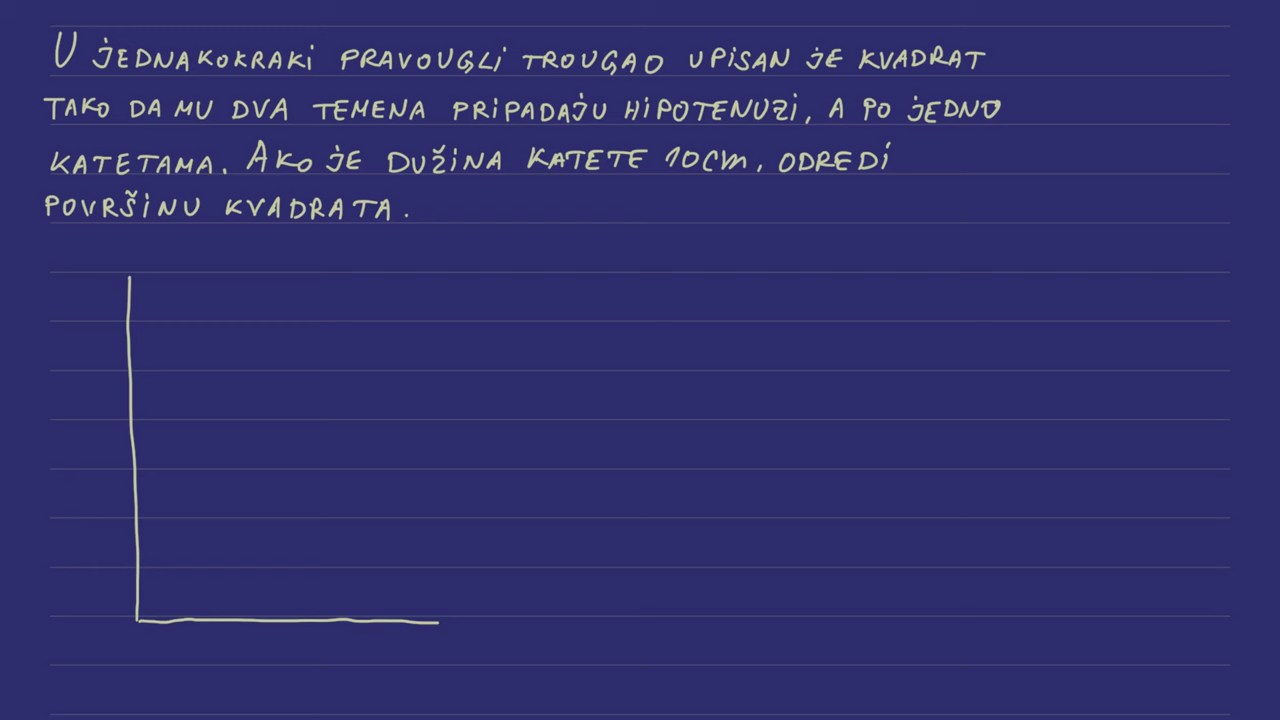 U JEDNAKOKRAKI PRAVOUGLI TROUGAO UPISAN JE KVADRAT
TAKO DA MU DVA TEMENA PRIPADAJU HIPOTENUZI, A PO JEDNO
KATETAMA. AKO JE DUŽINA KATETE 10cm, ODREDI
POVRŠINU KVADRATA.